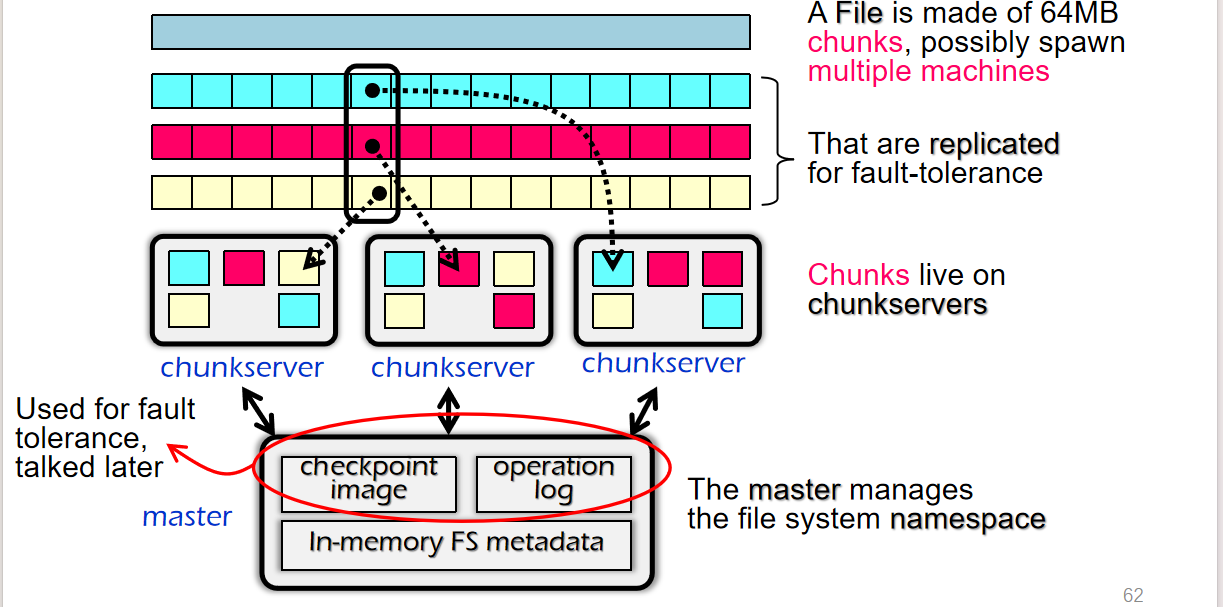 A File is made of 64MB
chunks, possibly spawn
multiple machines
That are replicated
for fault-tolerance
Chunks live on
chunkservers
chunkserver
chunkserver
chunkserver
Used for fault
tolerance,
talked later
checkpoint
image
operation
log
master
The master manages
the file system namespace
In-memory FS metadata
62